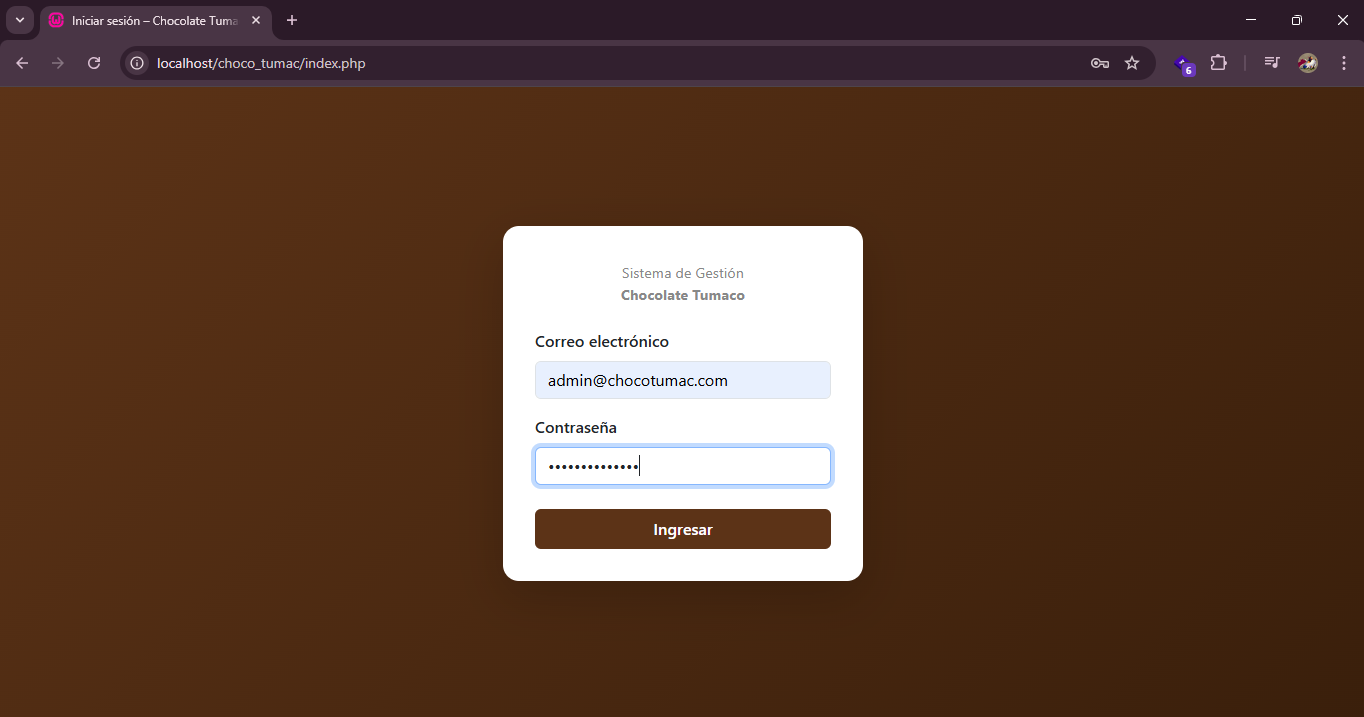 Iniciar sesión – Chocolate Tuma
localhost/choco_tumac/index.php
6
Sistema de Gestión
Chocolate Tumaco
Correo electrónico
admin@chocotumac.com
Contraseña
••••••••••••••
Ingresar